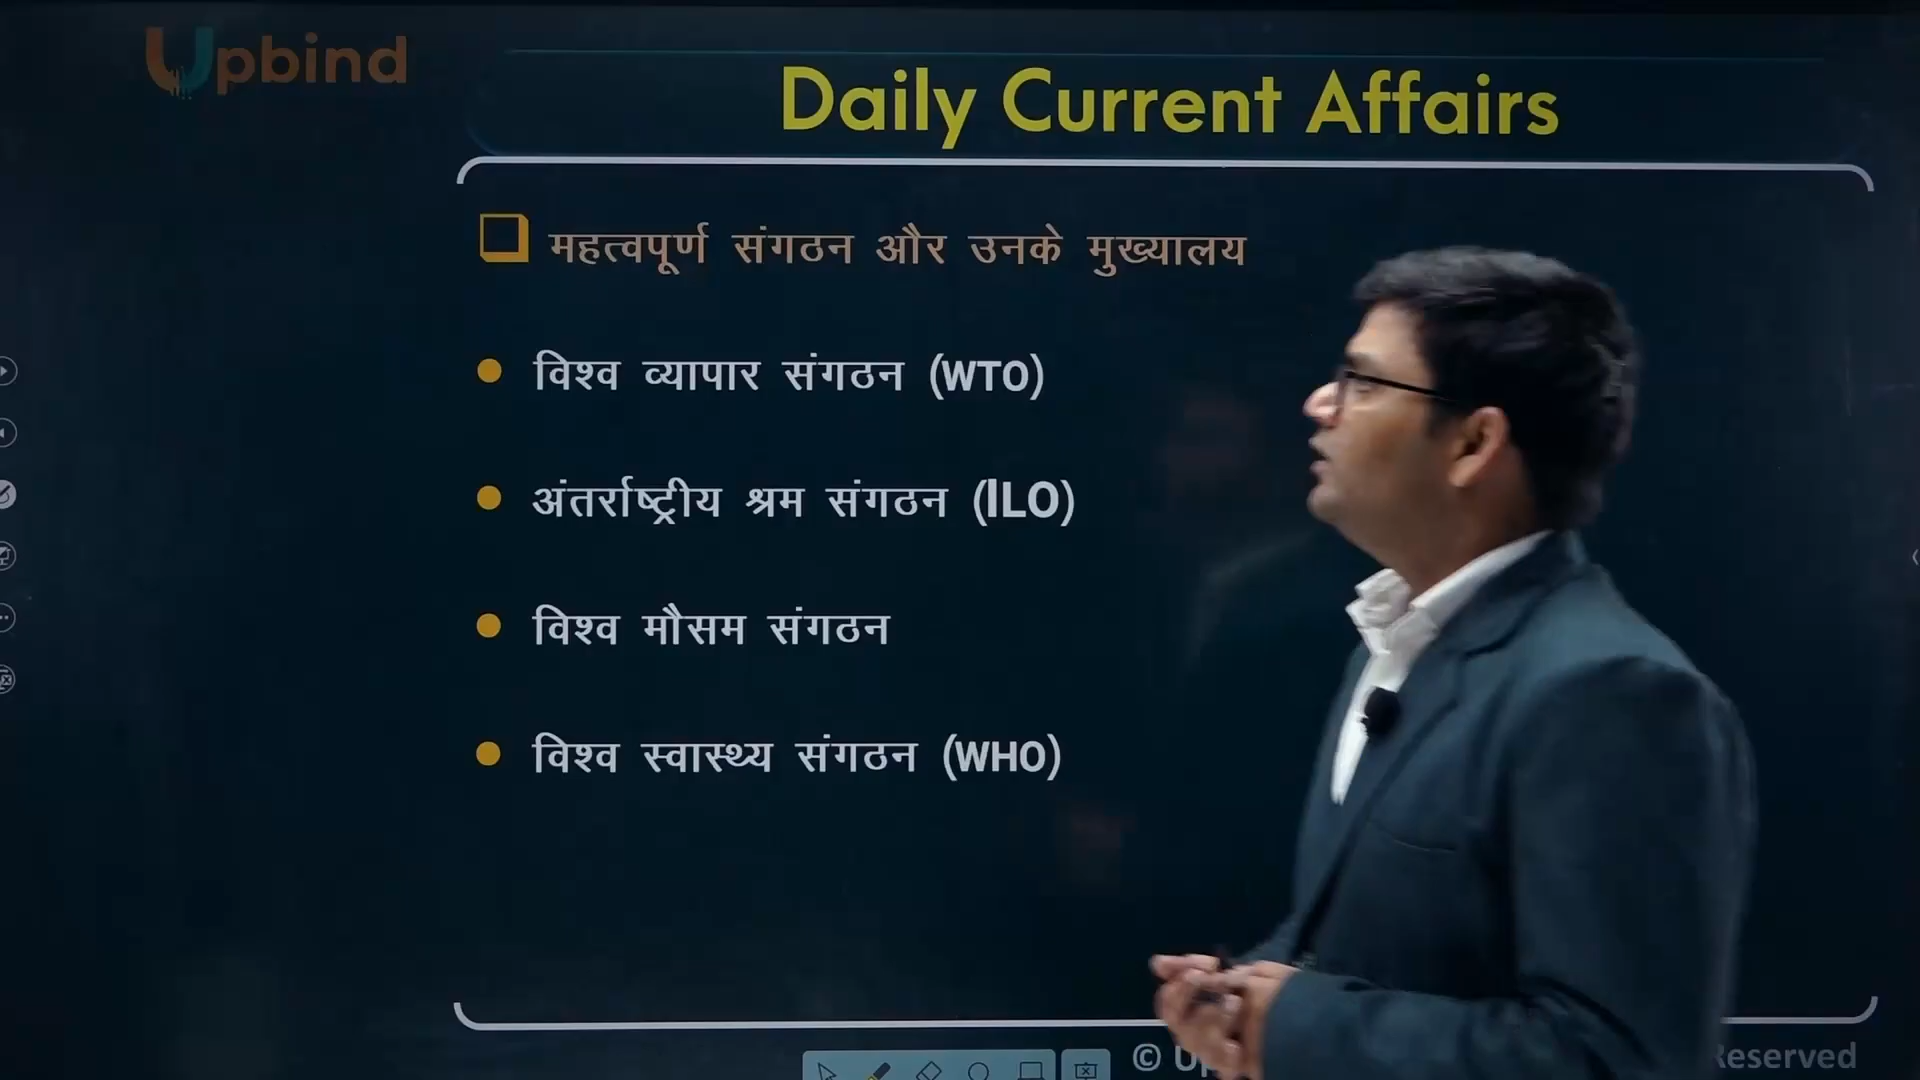 Upbind
Daily Current Affairs
महत्वपूर्ण संगठन और उनके मुख्यालय
विश्व व्यापार संगठन (WTO)
अंतर्राष्ट्रीय श्रम संगठन (ILO)
विश्व मौसम संगठन
विश्व स्वास्थ्य संगठन (WHO)
© Reserved